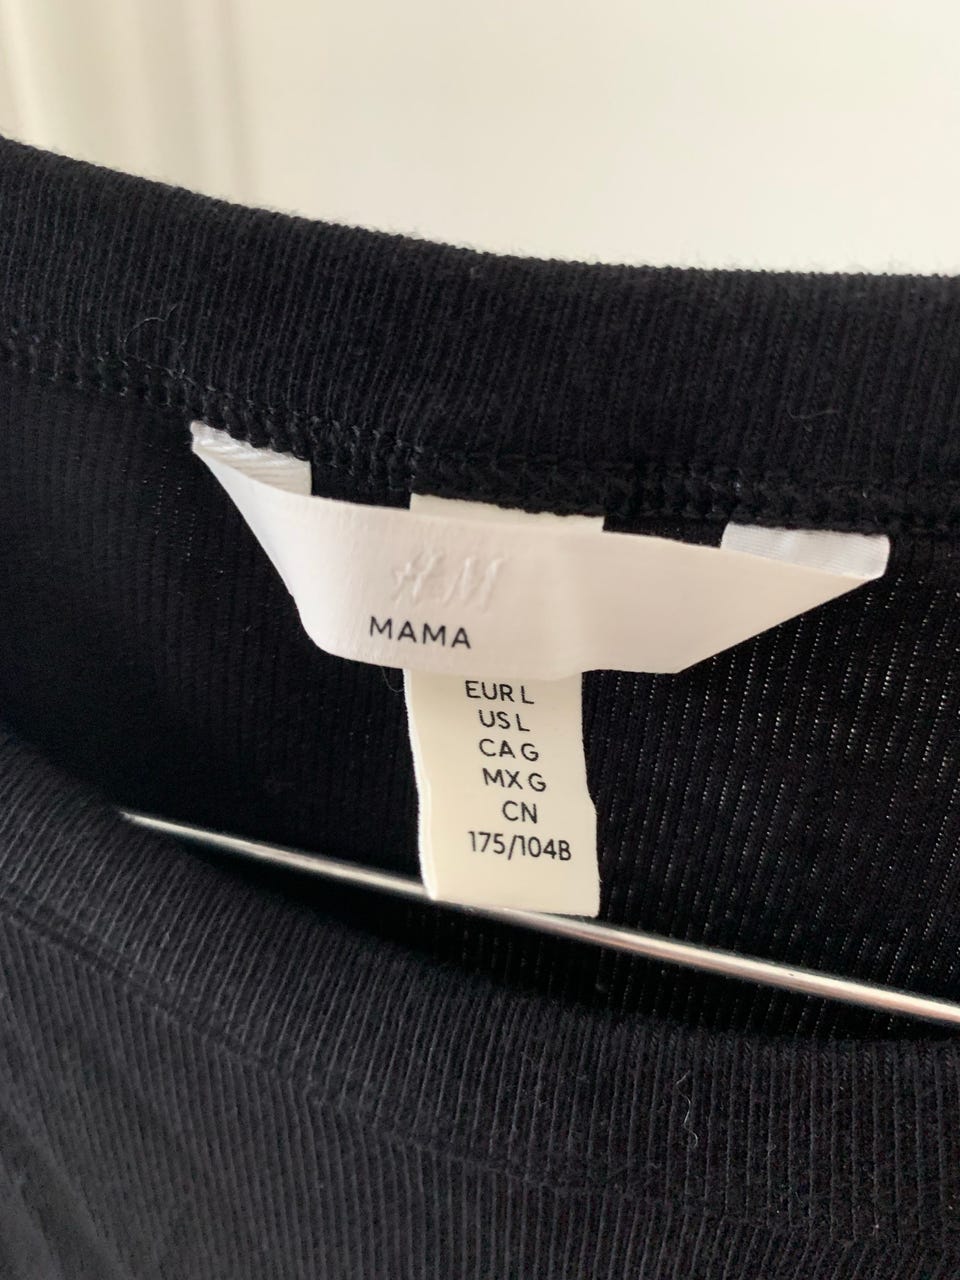 H&M
MAMA
EUR L
US L
CA G
MX G
CN
175/104B